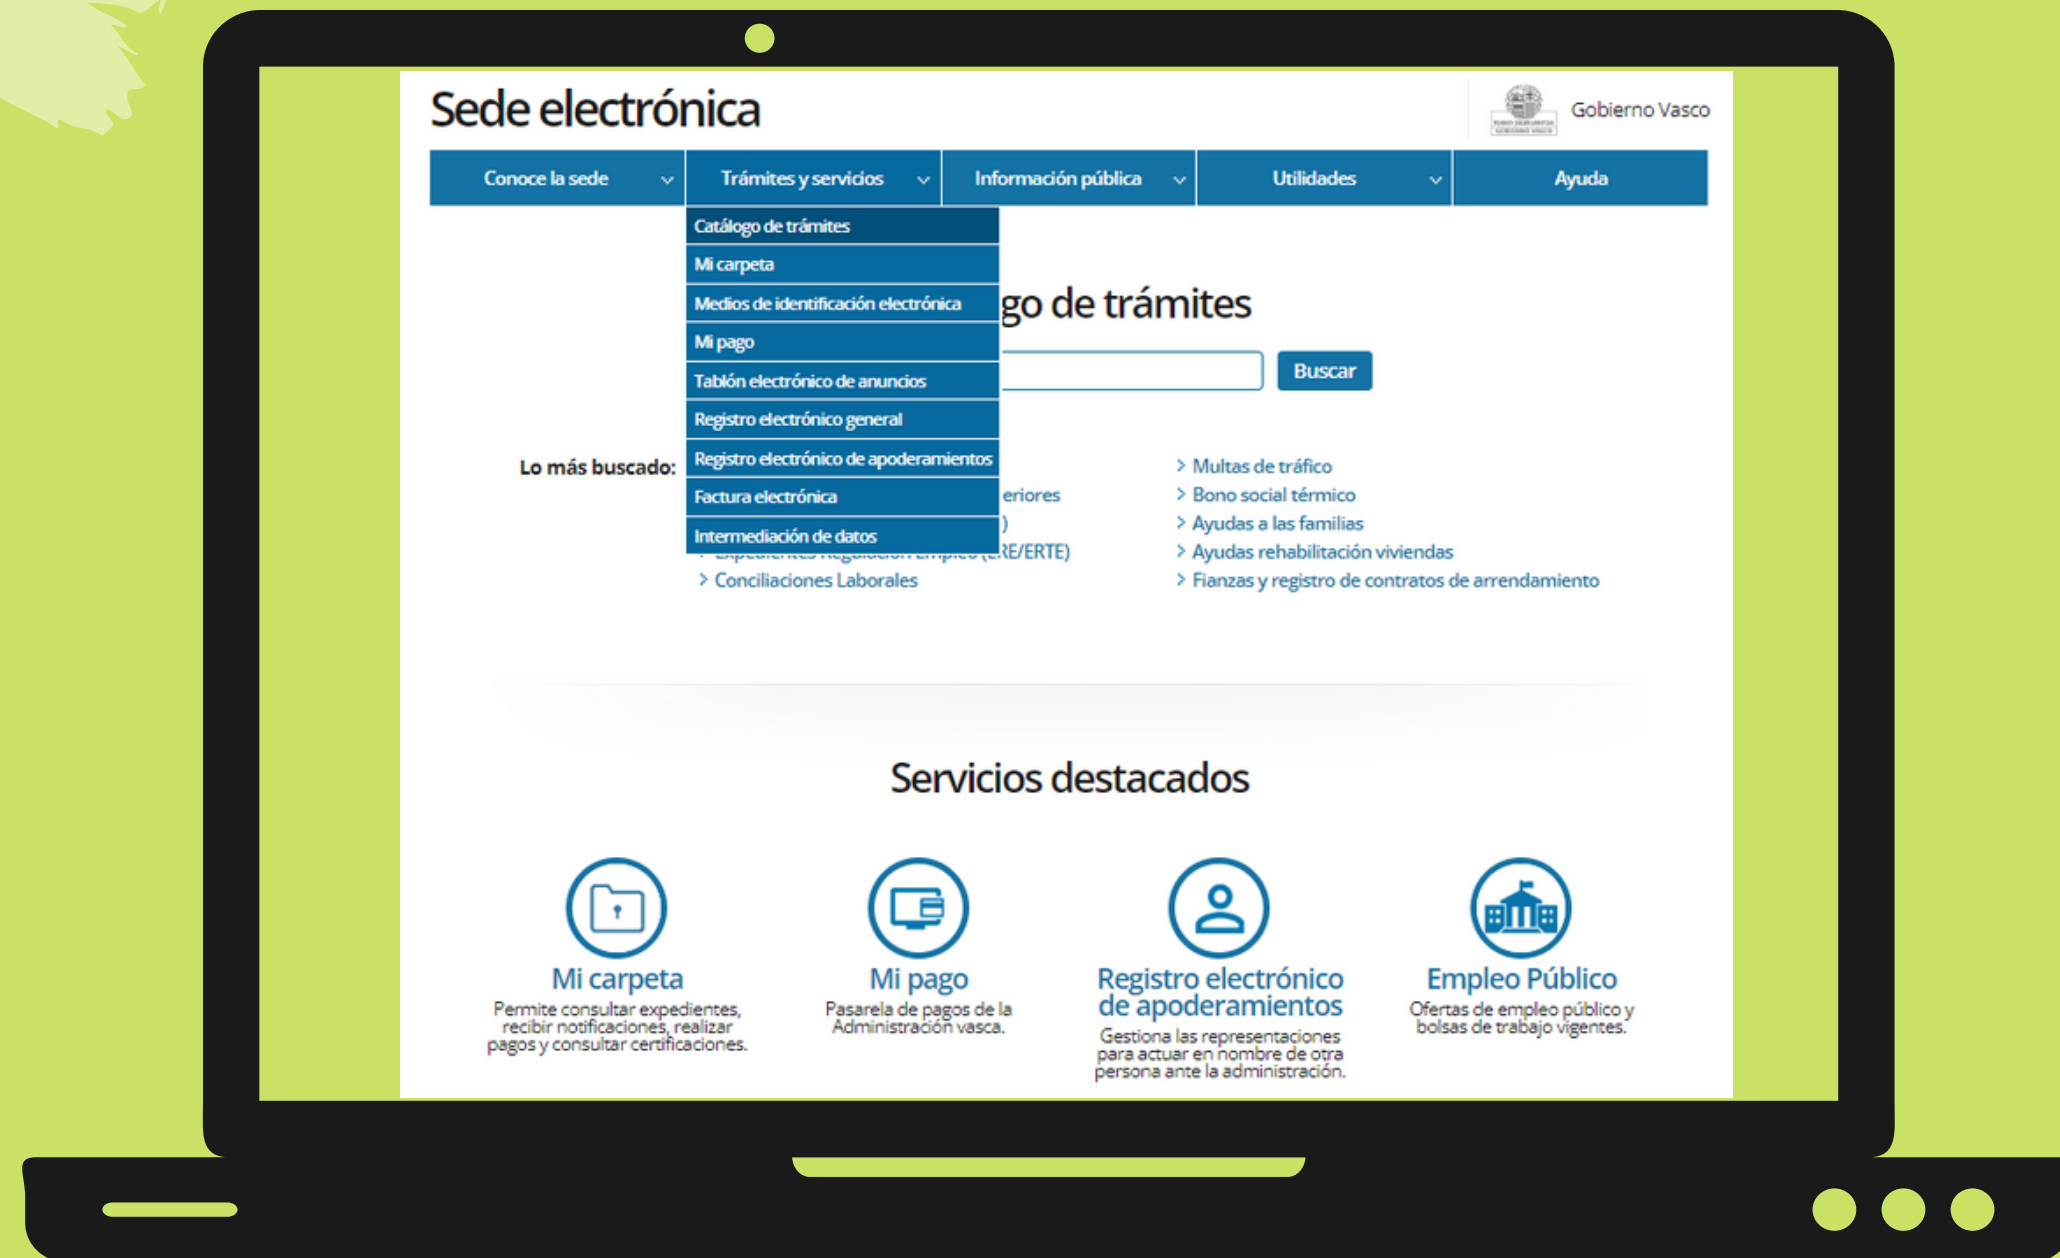 Sede electrónica
Gobierno Vasco
Conoce la sede
Trámites y servicios
Información pública
Utilidades
Ayuda
Catálogo de trámites
Mi carpeta
Medios de identificación electrónica
Mi pago
Tablón electrónico de anuncios
Registro electrónico general
Registro electrónico de apoderamientos
Factura electrónica
Intermediación de datos
go de trámites
Buscar
Lo más buscado:
eriores
)
Expedientes Regulación Empleo (ERE/ERTE)
> Conciliaciones Laborales
> Multas de tráfico
> Bono social térmico
> Ayudas a las familias
> Ayudas rehabilitación viviendas
> Fianzas y registro de contratos de arrendamiento
Servicios destacados
Mi carpeta
Permite consultar expedientes,
recibir notificaciones, realizar
pagos y consultar certificaciones.
Mi pago
Pasarela de pagos de la
Administración vasca.
Registro electrónico
de apoderamientos
Gestiona las representaciones
para actuar en nombre de otra
persona ante la administración.
Empleo Público
Ofertas de empleo público y
bolsas de trabajo vigentes.